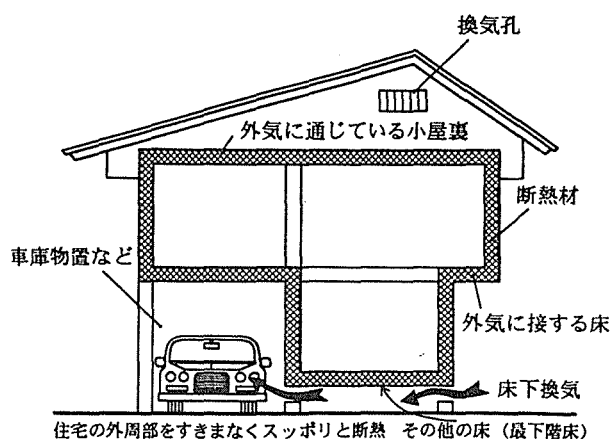 換気孔
外気に通じている小屋裏
断熱材
車庫物置など
外気に接する床
床下換気
住宅の外周部をすきまなくスッポリと断熱 その他の床(最下階床)